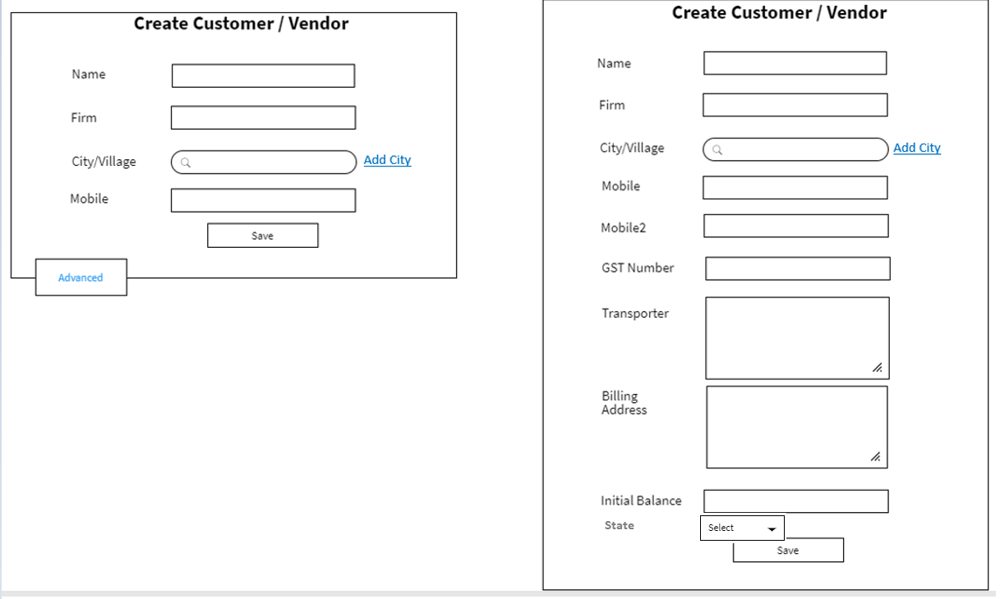 Create Customer / Vendor
Name
Firm
City/Village
Add City
Mobile
Save
Advanced
Create Customer / Vendor
Name
Firm
City/Village
Add City
Mobile
Mobile2
GST Number
Transporter
Billing
Address
Initial Balance
State
Select
Save